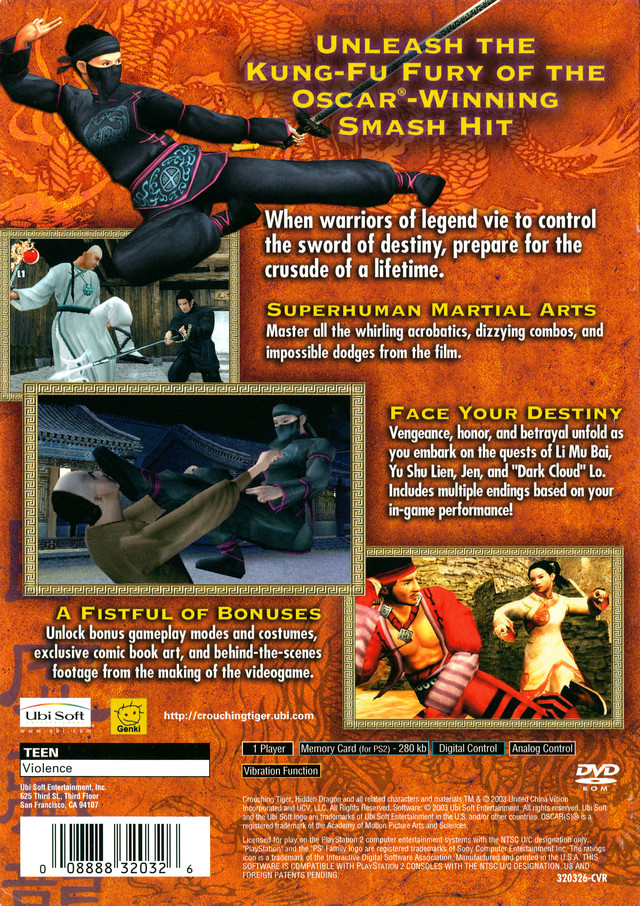 UNLEASH THE
KUNG-FU FURY OF THE
OSCAR®-WINNING
SMASH HIT
When warriors of legend vie to control
the sword of destiny, prepare for the
crusade of a lifetime.
L1
SUPERHUMAN MARTIAL ARTS
Master all the whirling acrobatics, dizzying combos, and
impossible dodges from the film.
FACE YOUR DESTINY
Vengeance, honor, and betrayal unfold as
you embark on the quests of Li Mu Bai,
Yu Shu Lien, Jen, and "Dark Cloud" Lo.
Includes multiple endings based on your
in-game performance!
A FISTFUL OF BONUSES
Unlock bonus gameplay modes and costumes,
exclusive comic book art, and behind-the-scenes
footage from the making of the videogame.
Ubi Soft
www.ubi.com
Genki
http://crouchingtiger.ubi.com
TEEN
Violence
1 Player
Memory Card (for PS2) - 280 kb
Digital Control
Analog Control
Vibration Function
DVD
ROM
Ubi Soft Entertainment, Inc.
625 Third St., Third Floor
San Francisco, CA 94107
Crouching Tiger, Hidden Dragon and all related characters and materials TM & © 2003 United China Vision
Incorporated and UCV, LLC. All Rights Reserved. Software: © 2003 Ubi Soft Entertainment. All rights reserved. Ubi Soft
and the Ubi Soft logo are trademarks of Ubi Soft Entertainment in the U.S. and/or other countries. OSCAR(S)® is a
registered trademark of the Academy of Motion Picture Arts and Sciences.
Licensed for play on the PlayStation 2 computer entertainment systems with the NTSC U/C designation only.
"PlayStation" and the "PS" Family logo are registered trademarks of Sony Computer Entertainment Inc. The ratings
icon is a trademark of the Interactive Digital Software Association. Manufactured and printed in the U.S.A. THIS
SOFTWARE IS COMPATIBLE WITH PLAYSTATION 2 CONSOLES WITH THE NTSC U/C DESIGNATION. U.S. AND
FOREIGN PATENTS PENDING.
0 08888 32032 6
320326-CVR